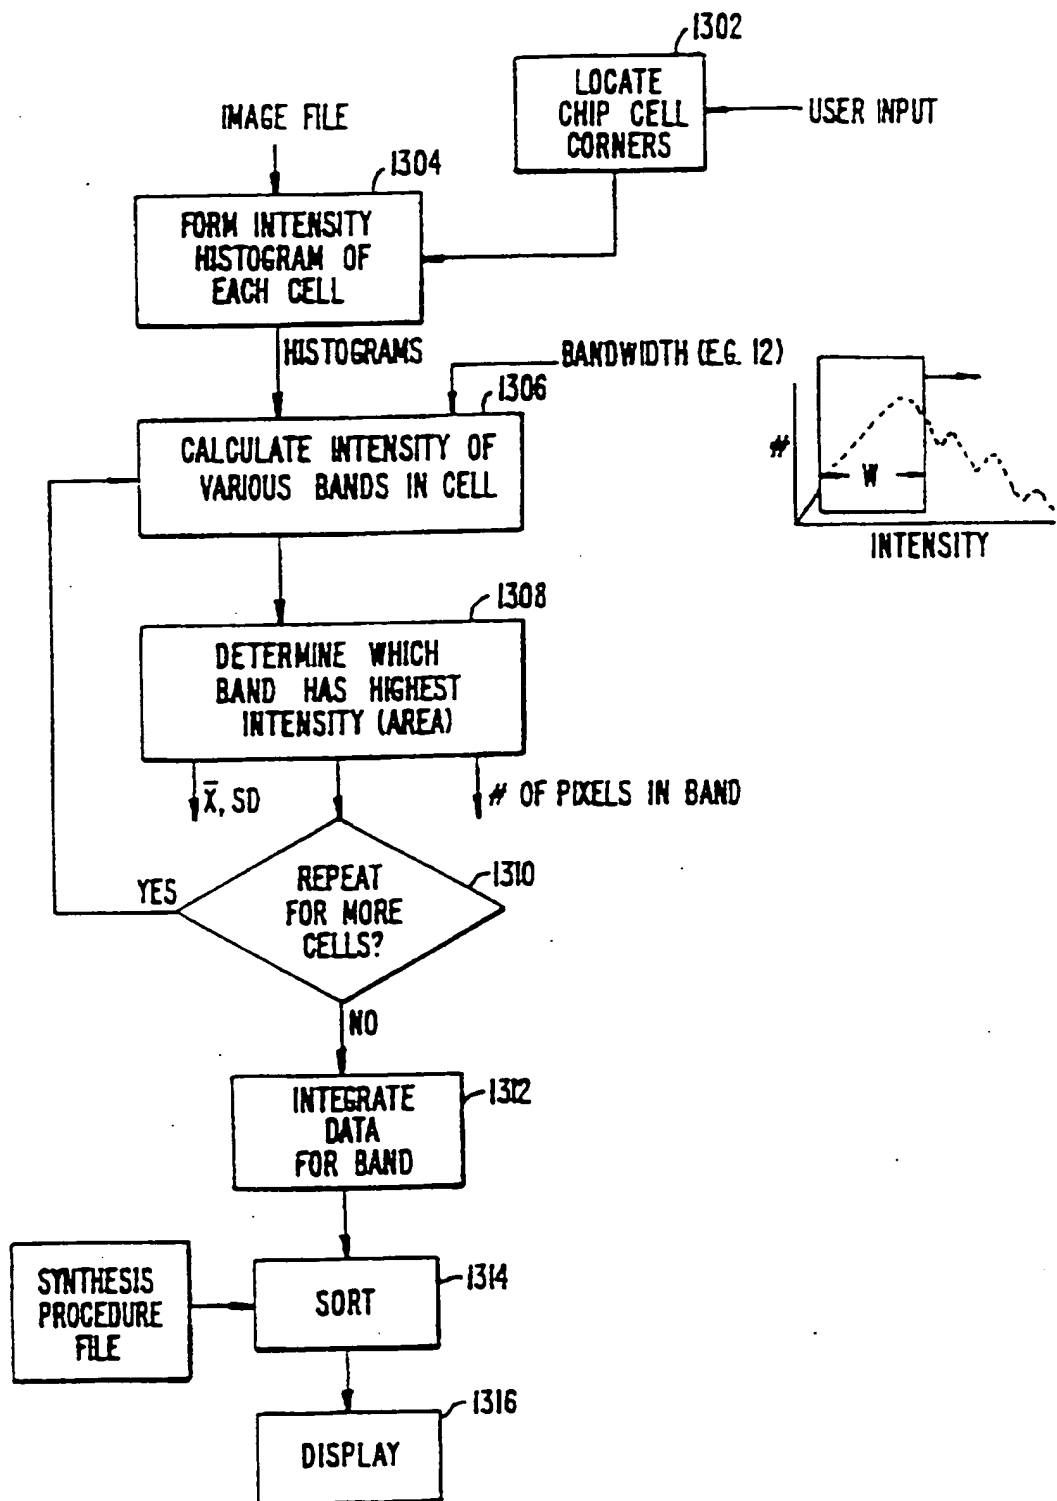 1302
LOCATE
CHIP CELL
CORNERS
USER INPUT
IMAGE FILE
1304
FORM INTENSITY
HISTOGRAM OF
EACH CELL
HISTOGRAMS
BANDWIDTH (E.G. 12)
1306
CALCULATE INTENSITY OF
VARIOUS BANDS IN CELL
#
W
INTENSITY
1308
DETERMINE WHICH
BAND HAS HIGHEST
INTENSITY (AREA)
X̅, SD
# OF PIXELS IN BAND
1310
REPEAT
FOR MORE
CELLS?
YES
NO
1312
INTEGRATE
DATA
FOR BAND
SYNTHESIS
PROCEDURE
FILE
1314
SORT
1316
DISPLAY